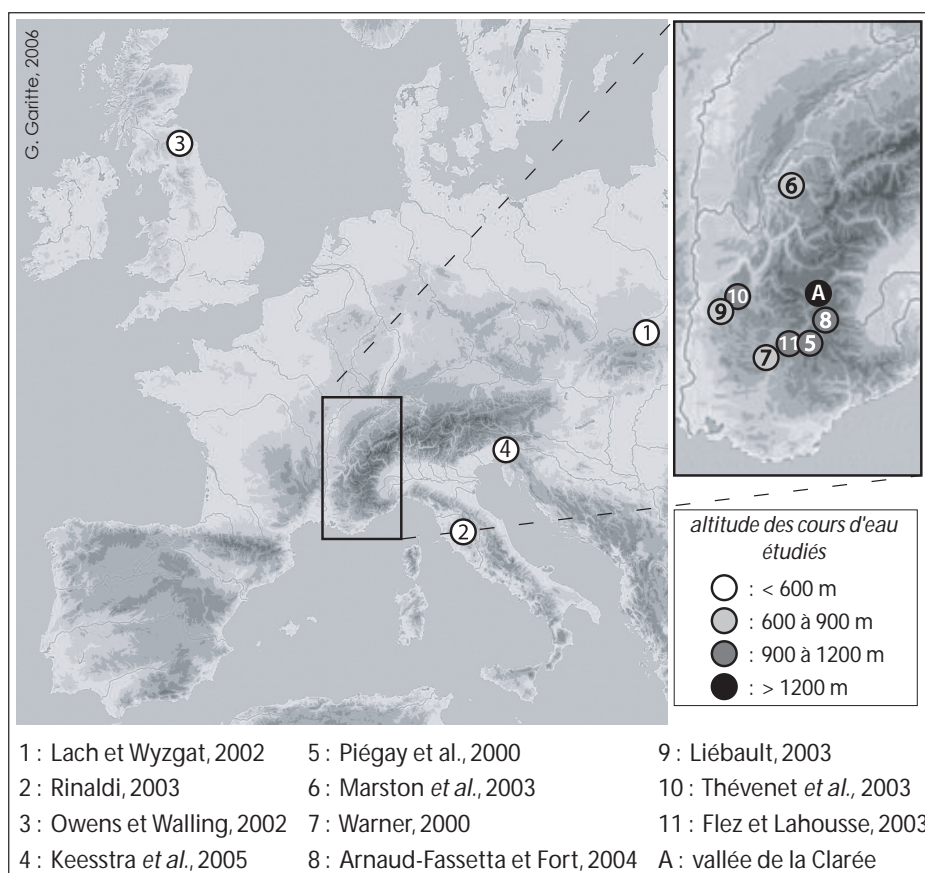 G. Garitte, 2006
3
1
4
2
6
A
10
9
8
11
5
7
altitude des cours d'eau
étudiés
: < 600 m
: 600 à 900 m
: 900 à 1200 m
: > 1200 m
1 : Lach et Wyzgat, 2002
2 : Rinaldi, 2003
3 : Owens et Walling, 2002
4 : Keesstra et al., 2005
5 : Piégay et al., 2000
6 : Marston et al., 2003
7 : Warner, 2000
8 : Arnaud-Fassetta et Fort, 2004
9 : Liébault, 2003
10 : Thévenet et al., 2003
11 : Flez et Lahousse, 2003
A : vallée de la Clarée